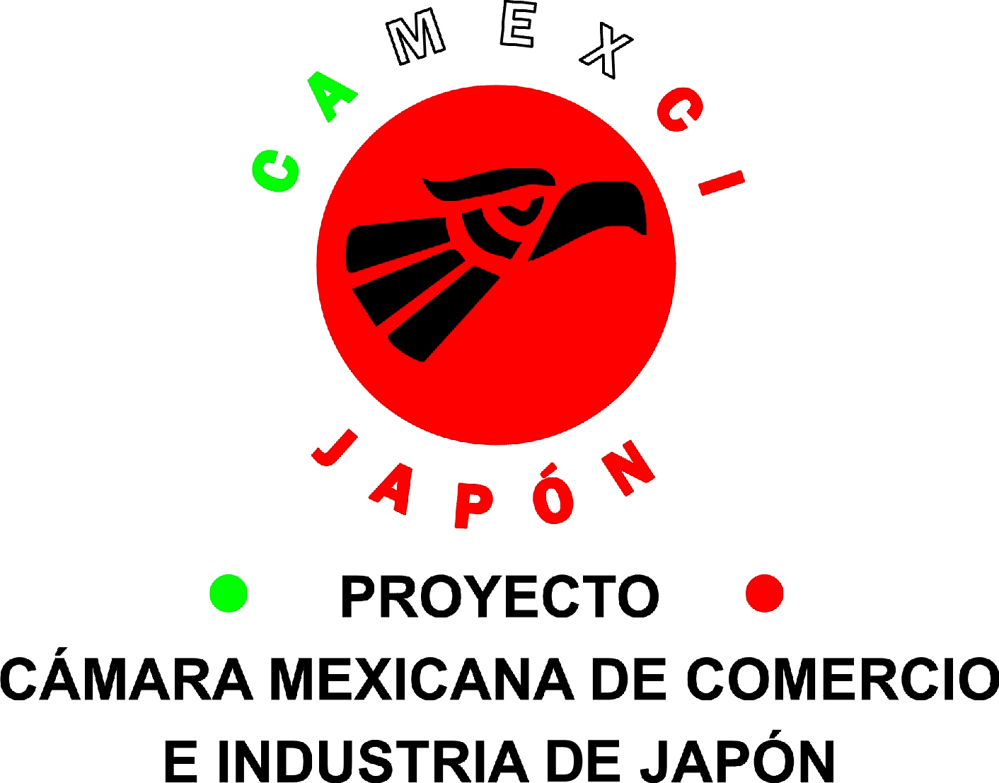 CAMEXCI
JAPÓN
PROYECTO
CÁMARA MEXICANA DE COMERCIO
E INDUSTRIA DE JAPÓN